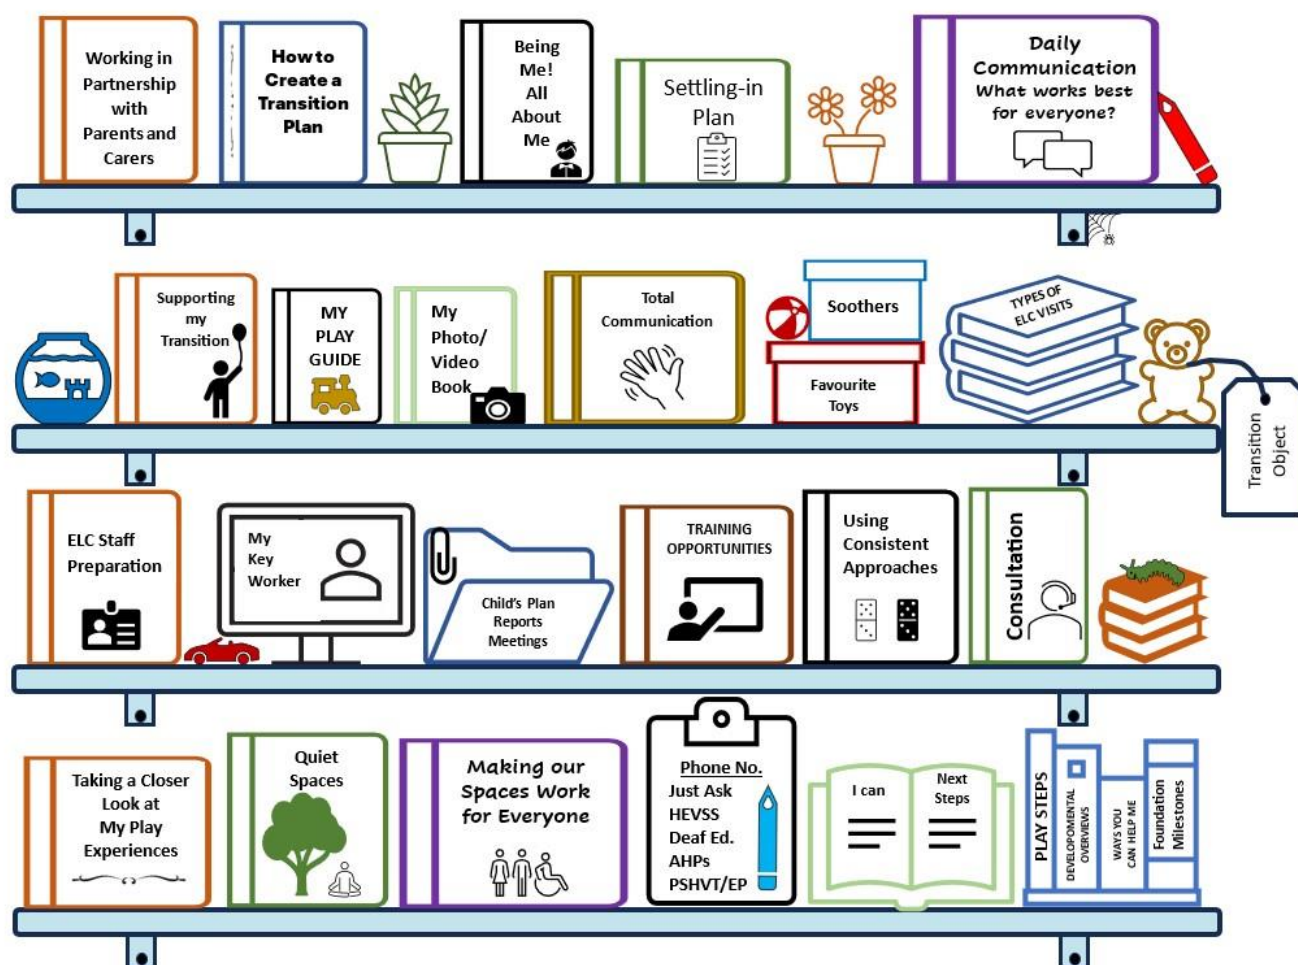 Working in
Partnership
with
Parents and
Carers
How to
Create a
Transition
Plan
Being
Me!
All
About
Me
Settling-in
Plan
Daily
Communication
What works best
for everyone?
Supporting
my
Transition
MY
PLAY
GUIDE
My
Photo/
Video
Book
Total
Communication
Soothers
Favourite
Toys
TYPES OF
ELC VISITS
Transition
Object
ELC Staff
Preparation
My
Key
Worker
Child's Plan
Reports
Meetings
TRAINING
OPPORTUNITIES
Using
Consistent
Approaches
Consultation
Taking a Closer
Look at
My Play
Experiences
Quiet
Spaces
Making our
Spaces Work
for Everyone
Phone No.
Just Ask
HEVSS
Deaf Ed.
AHPs
PSHVT/EP
I can
Next
Steps
PLAY STEPS
DEVELOPOMENTAL
OVERVIEWS
WAYS YOU
CAN HELP ME
Foundation
Milestones